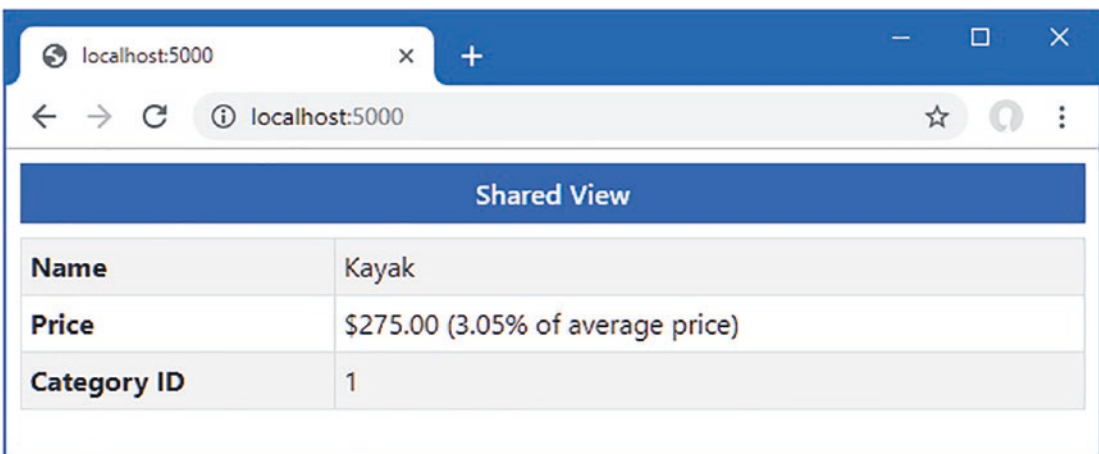 localhost:5000
localhost:5000
Shared View
Name Kayak
Price $275.00 (3.05% of average price)
Category ID 1